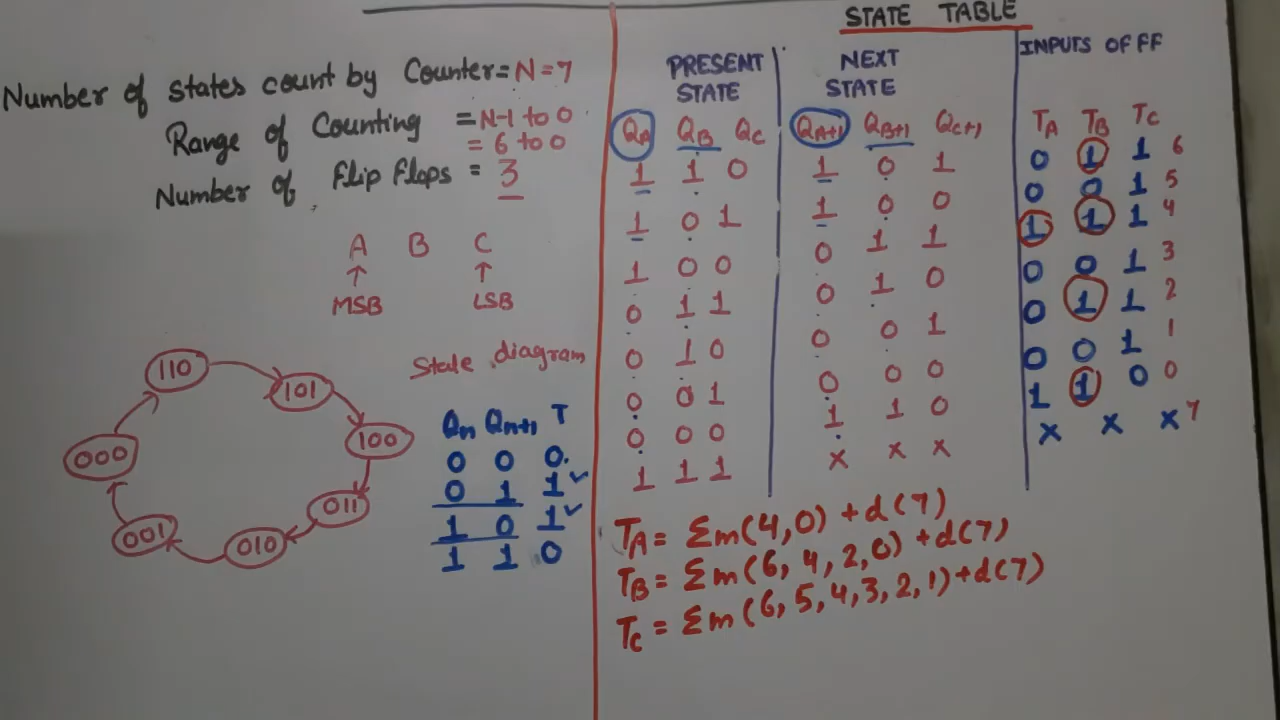 Number of states count by Counter = N = 7
Range of Counting = N-1 to 0
= 6 to 0
Number of Flip Flops = 3
A B C
↑ ↑
MSB LSB
State diagram
110
101
100
011
010
001
000
Qn Qn+1 T
0 0 0
0 1 1 ✓
1 0 1 ✓
1 1 0
STATE TABLE
PRESENT STATE
NEXT STATE
INPUTS OF FF
QA QB QC QA+1 QB+1 QC+1 TA TB TC
1 1 0 1 0 1 0 1 1 6
1 0 1 1 0 0 0 0 1 5
1 0 0 0 1 1 1 1 1 4
0 1 1 0 1 0 0 0 1 3
0 1 0 0 0 1 0 1 1 2
0 0 1 0 0 0 0 0 1 1
0 0 0 1 1 0 1 1 0 0
1 1 1 x x x x x x 7
TA = Σm(4,0) + d(7)
TB = Σm(6, 4, 2, 0) + d(7)
TC = Σm(6, 5, 4, 3, 2, 1) + d(7)